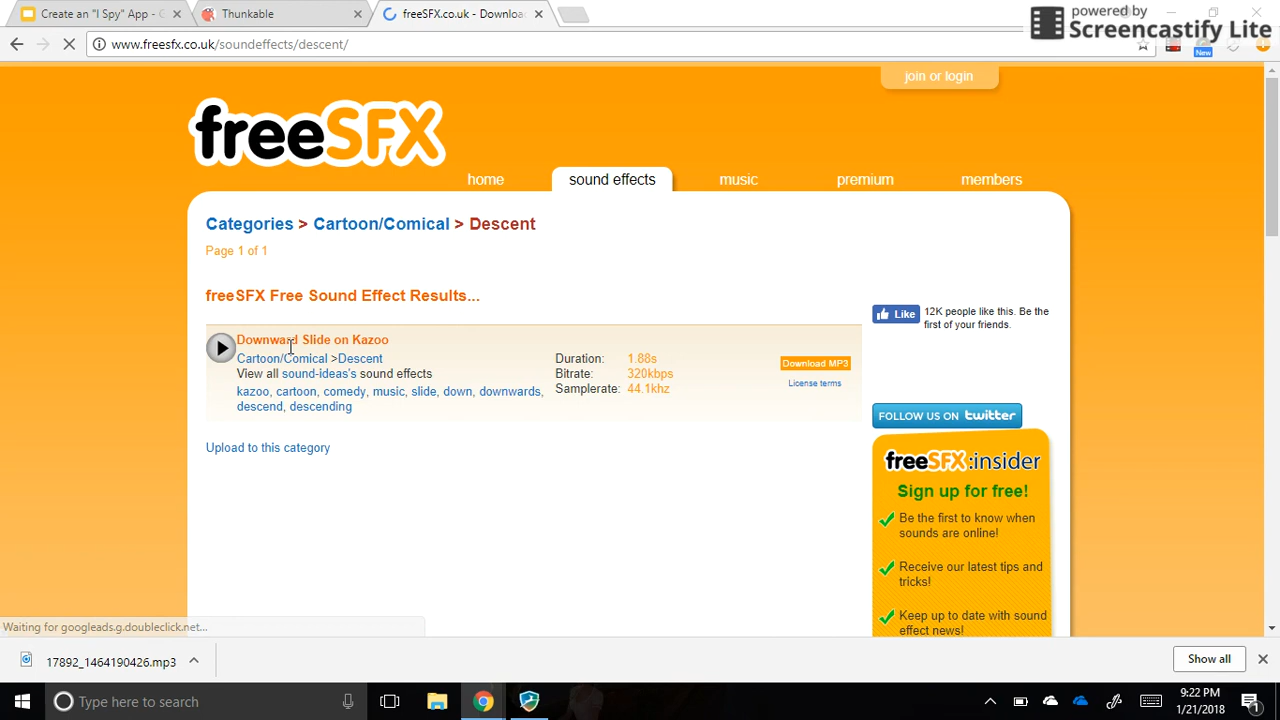 powered by
Screencastify Lite
Create an "I Spy" App - G
Thunkable
freeSFX.co.uk - Downloa
www.freesfx.co.uk/soundeffects/descent/
New
join or login
freeSFX
home
sound effects
music
premium
members
Categories > Cartoon/Comical > Descent
Page 1 of 1
freeSFX Free Sound Effect Results...
Downward Slide on Kazoo
Cartoon/Comical >Descent
View all sound-ideas's sound effects
kazoo, cartoon, comedy, music, slide, down, downwards,
descend, descending
Duration: 1.88s
Bitrate: 320kbps
Samplerate: 44.1khz
Download MP3
License terms
Upload to this category
Like
12K people like this. Be the
first of your friends.
FOLLOW US ON twitter
freeSFX:insider
Sign up for free!
Be the first to know when
sounds are online!
Receive our latest tips and
tricks!
Keep up to date with sound
effect news!
Waiting for googleads.g.doubleclick.net...
17892_1464190426.mp3
Show all
Type here to search
9:22 PM
1/21/2018
1